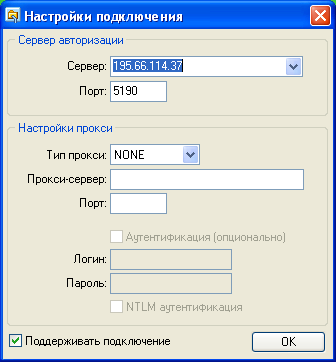 Настройки подключения
Сервер авторизации
Сервер: 195.66.114.37
Порт: 5190
Настройки прокси
Тип прокси: NONE
Прокси-сервер:
Порт:
Аутентификация (опционально)
Логин:
Пароль:
NTLM аутентификация
Поддерживать подключение OK